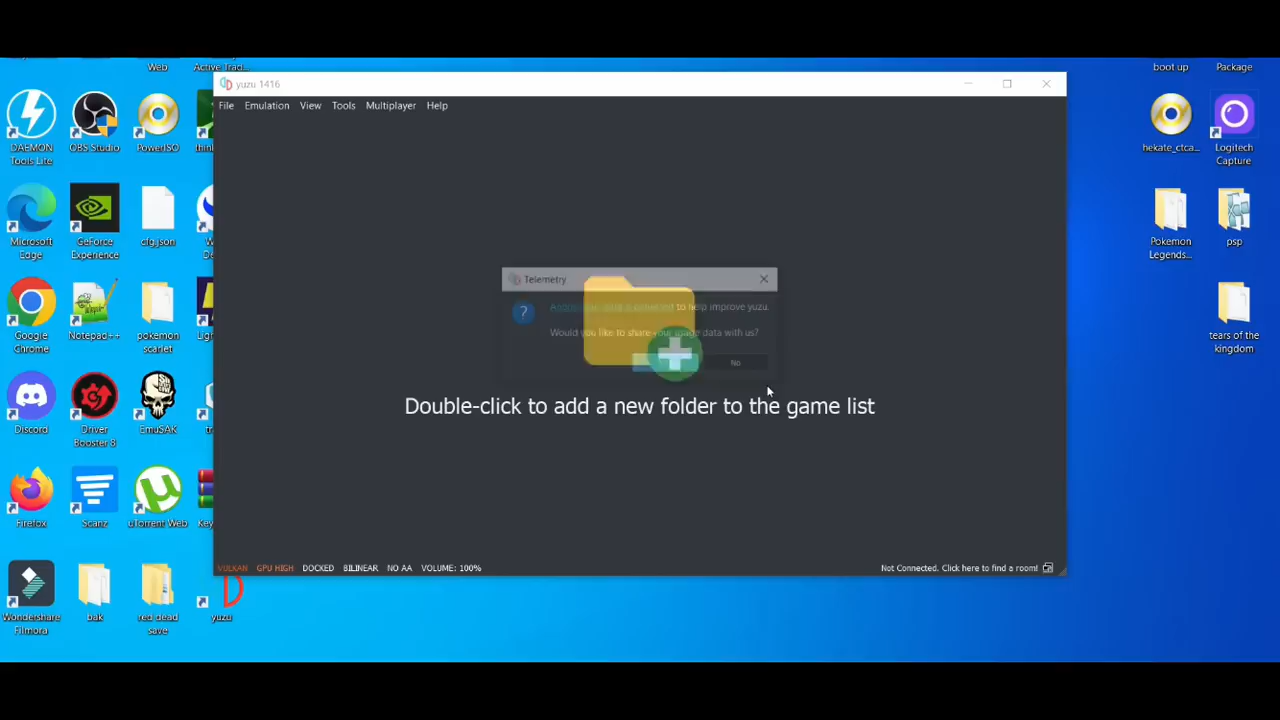 Web
Active Trad...
boot up
Package
yuzu 1416
File Emulation View Tools Multiplayer Help
DAEMON Tools Lite
OBS Studio
PowerISO
hekate_ctca...
Logitech Capture
Microsoft Edge
GeForce Experience
cfg.json
Pokemon Legends...
psp
Telemetry
to help improve yuzu.
Would you like to share your usage data with us?
No
Google Chrome
Notepad++
pokemon scarlet
tears of the kingdom
Double-click to add a new folder to the game list
Discord
Driver Booster 8
EmuSAK
Firefox
Scanz
uTorrent Web
VULKAN GPU HIGH DOCKED BILINEAR NO AA VOLUME: 100%
Not Connected. Click here to find a room!
Wondershare Filmora
bak
red dead save
yuzu